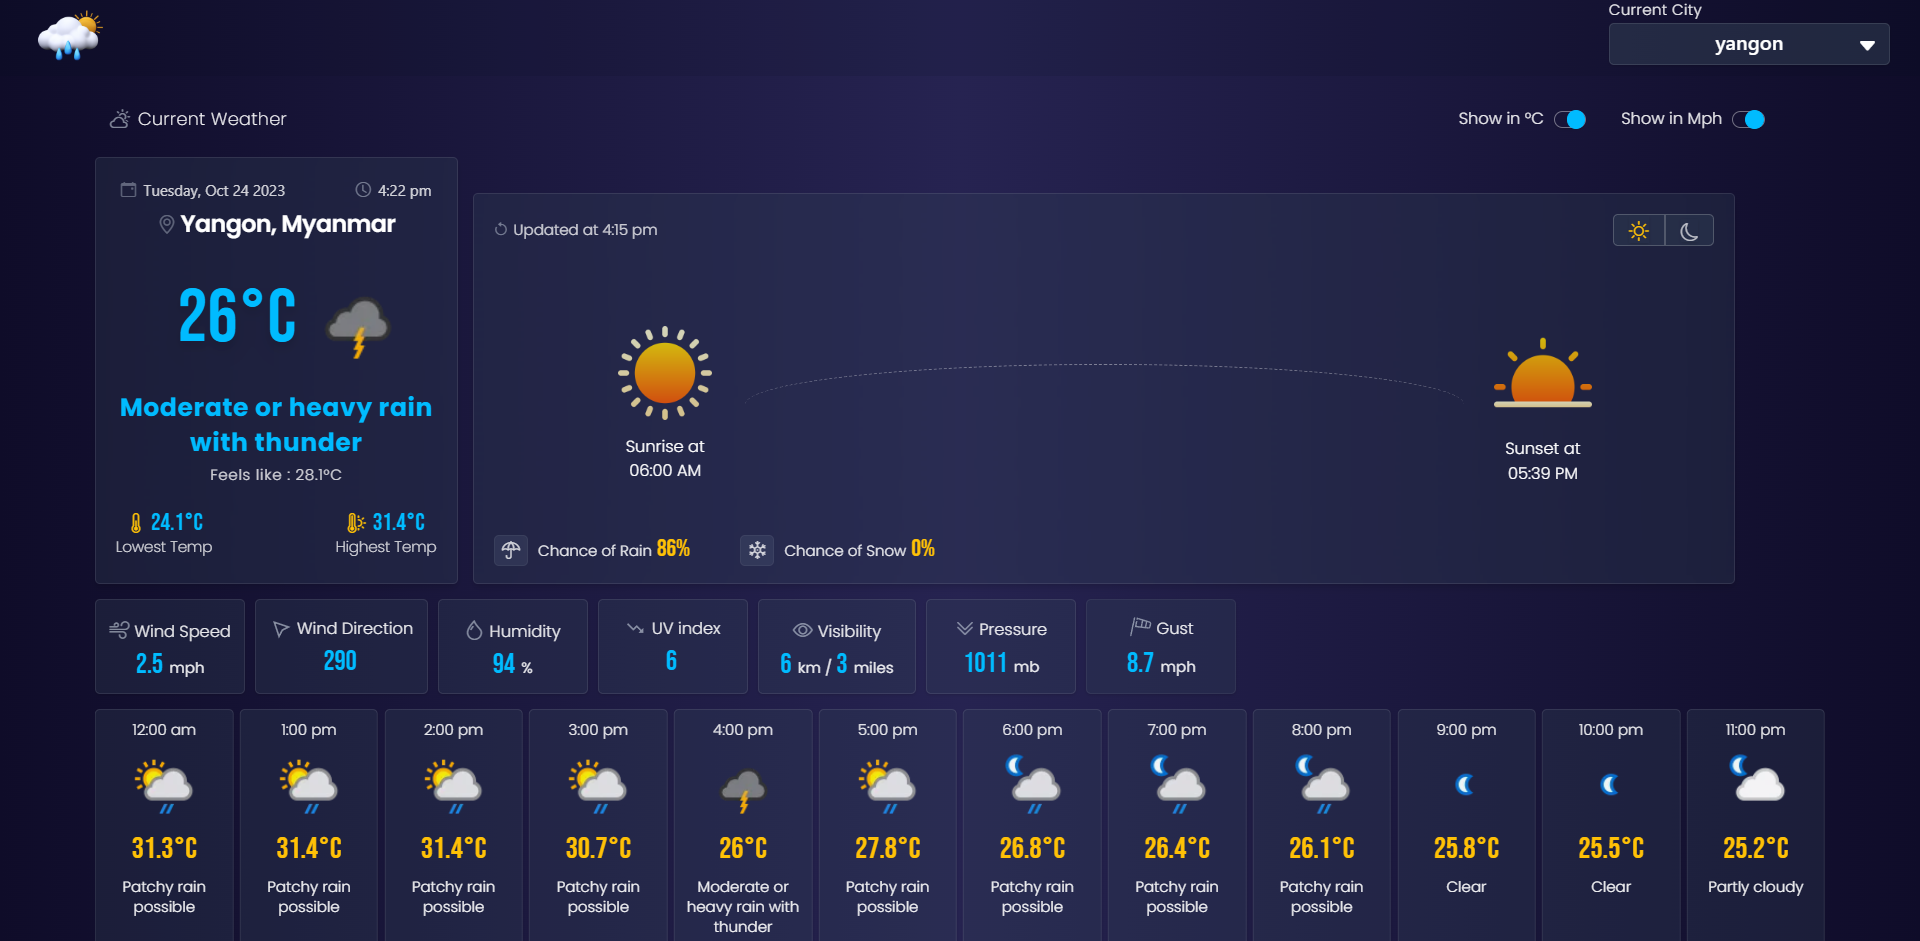 Current City
yangon
Current Weather
Show in °C
Show in Mph
Tuesday, Oct 24 2023
4:22 pm
Yangon, Myanmar
26°C
Moderate or heavy rain
with thunder
Feels like : 28.1°C
24.1°C
Lowest Temp
31.4°C
Highest Temp
Updated at 4:15 pm
Sunrise at
06:00 AM
Sunset at
05:39 PM
Chance of Rain 86%
Chance of Snow 0%
Wind Speed
2.5 mph
Wind Direction
290
Humidity
94 %
UV index
6
Visibility
6 km / 3 miles
Pressure
1011 mb
Gust
8.7 mph
12:00 am
31.3°C
Patchy rain
possible
1:00 pm
31.4°C
Patchy rain
possible
2:00 pm
31.4°C
Patchy rain
possible
3:00 pm
30.7°C
Patchy rain
possible
4:00 pm
26°C
Moderate or
heavy rain with
thunder
5:00 pm
27.8°C
Patchy rain
possible
6:00 pm
26.8°C
Patchy rain
possible
7:00 pm
26.4°C
Patchy rain
possible
8:00 pm
26.1°C
Patchy rain
possible
9:00 pm
25.8°C
Clear
10:00 pm
25.5°C
Clear
11:00 pm
25.2°C
Partly cloudy